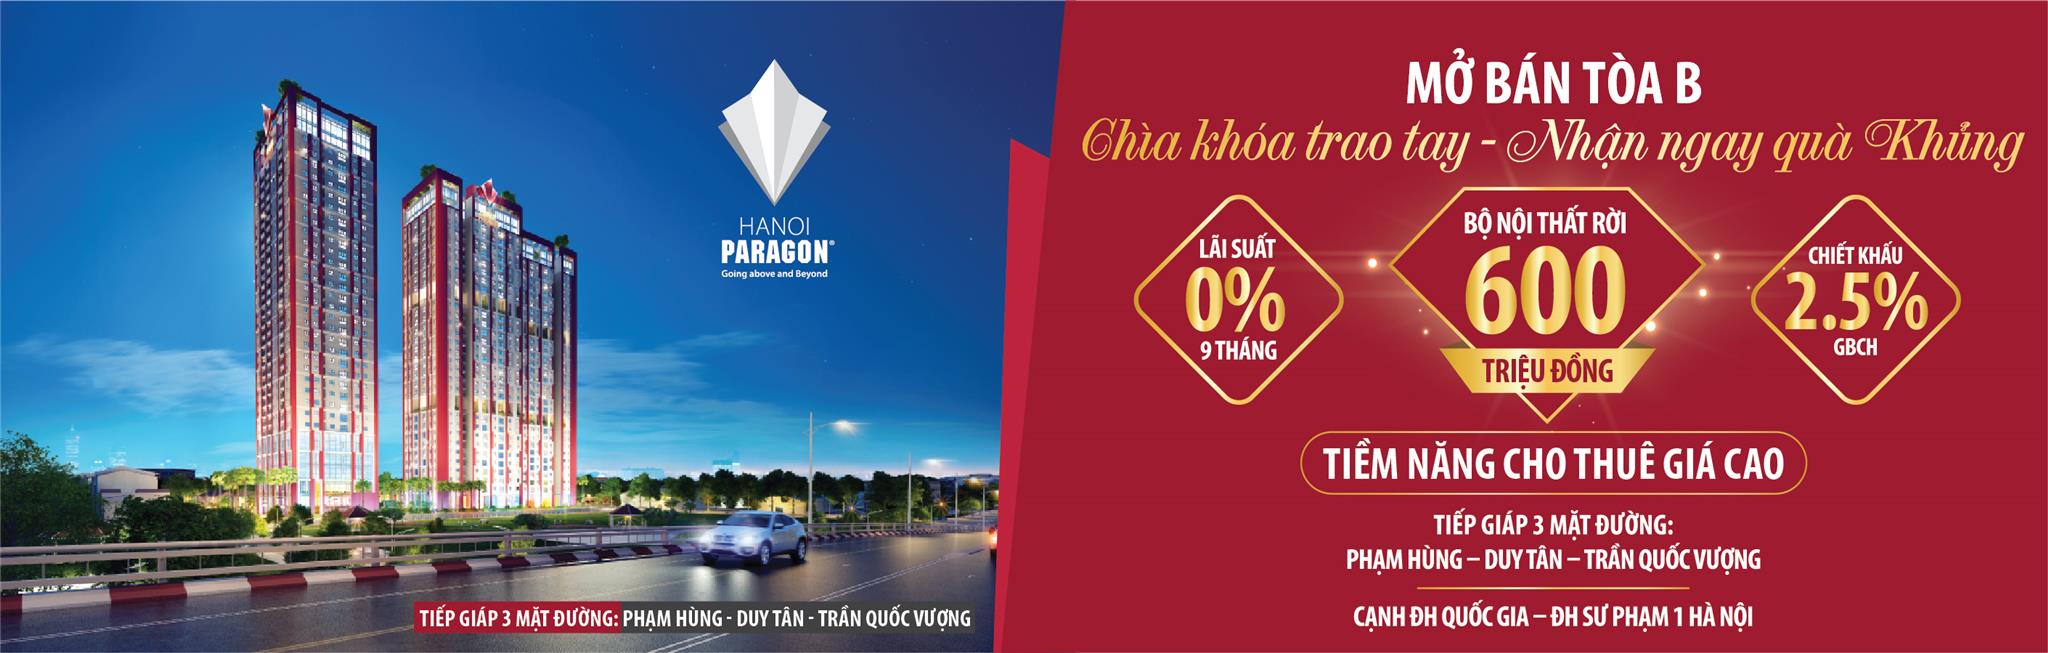 HANOI
PARAGON®
Going above and Beyond
TIẾP GIÁP 3 MẶT ĐƯỜNG: PHẠM HÙNG - DUY TÂN - TRẦN QUỐC VƯỢNG
MỞ BÁN TÒA B
Chìa khóa trao tay - Nhận ngay quà Khủng
LÃI SUẤT
0%
9 THÁNG
BỘ NỘI THẤT RỜI
600
TRIỆU ĐỒNG
CHIẾT KHẤU
2.5%
GBCH
TIỀM NĂNG CHO THUÊ GIÁ CAO
TIẾP GIÁP 3 MẶT ĐƯỜNG:
PHẠM HÙNG – DUY TÂN – TRẦN QUỐC VƯỢNG
CẠNH ĐH QUỐC GIA – ĐH SƯ PHẠM 1 HÀ NỘI